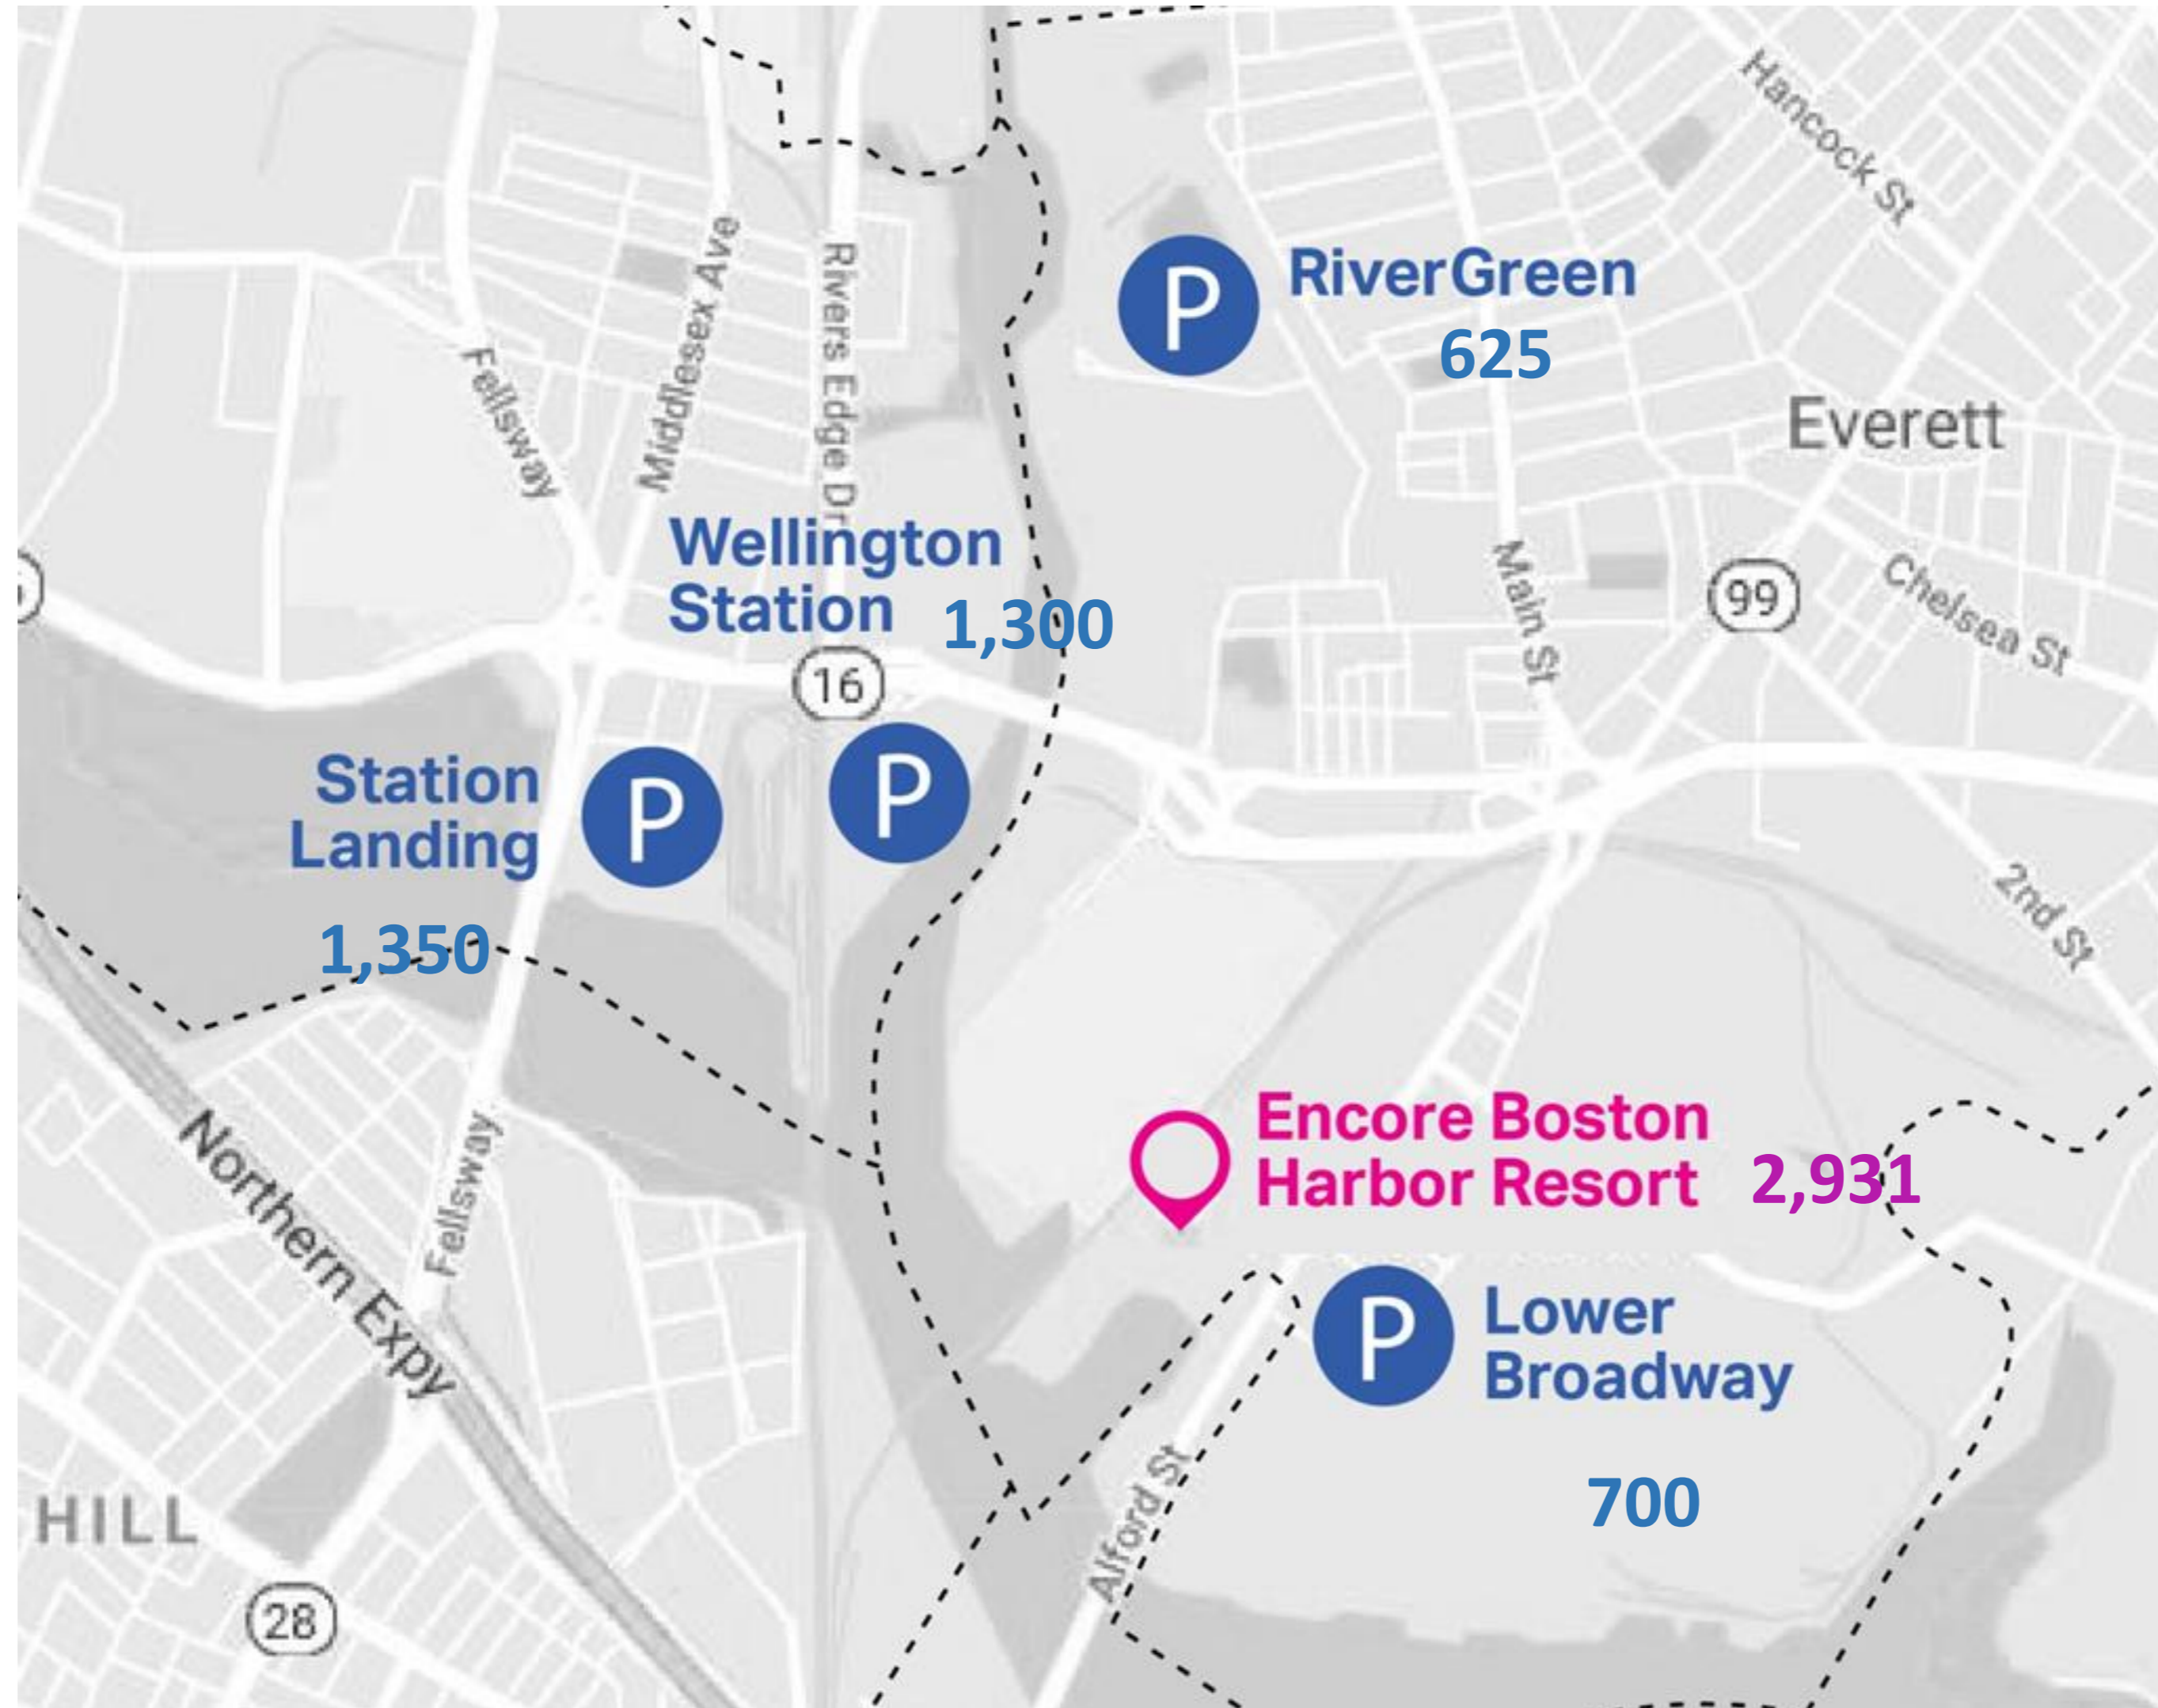 Hancock St
Middlesex Ave
Rivers Edge Dr
RiverGreen
625
Fellsway
Everett
Wellington
Station
1,300
Main St
99
Chelsea St
16
Station
Landing
1,350
P
P
P
2nd St
Encore Boston
Harbor Resort
2,931
Northern Expy
Fellsway
P
Lower
Broadway
700
Alford St
HILL
28